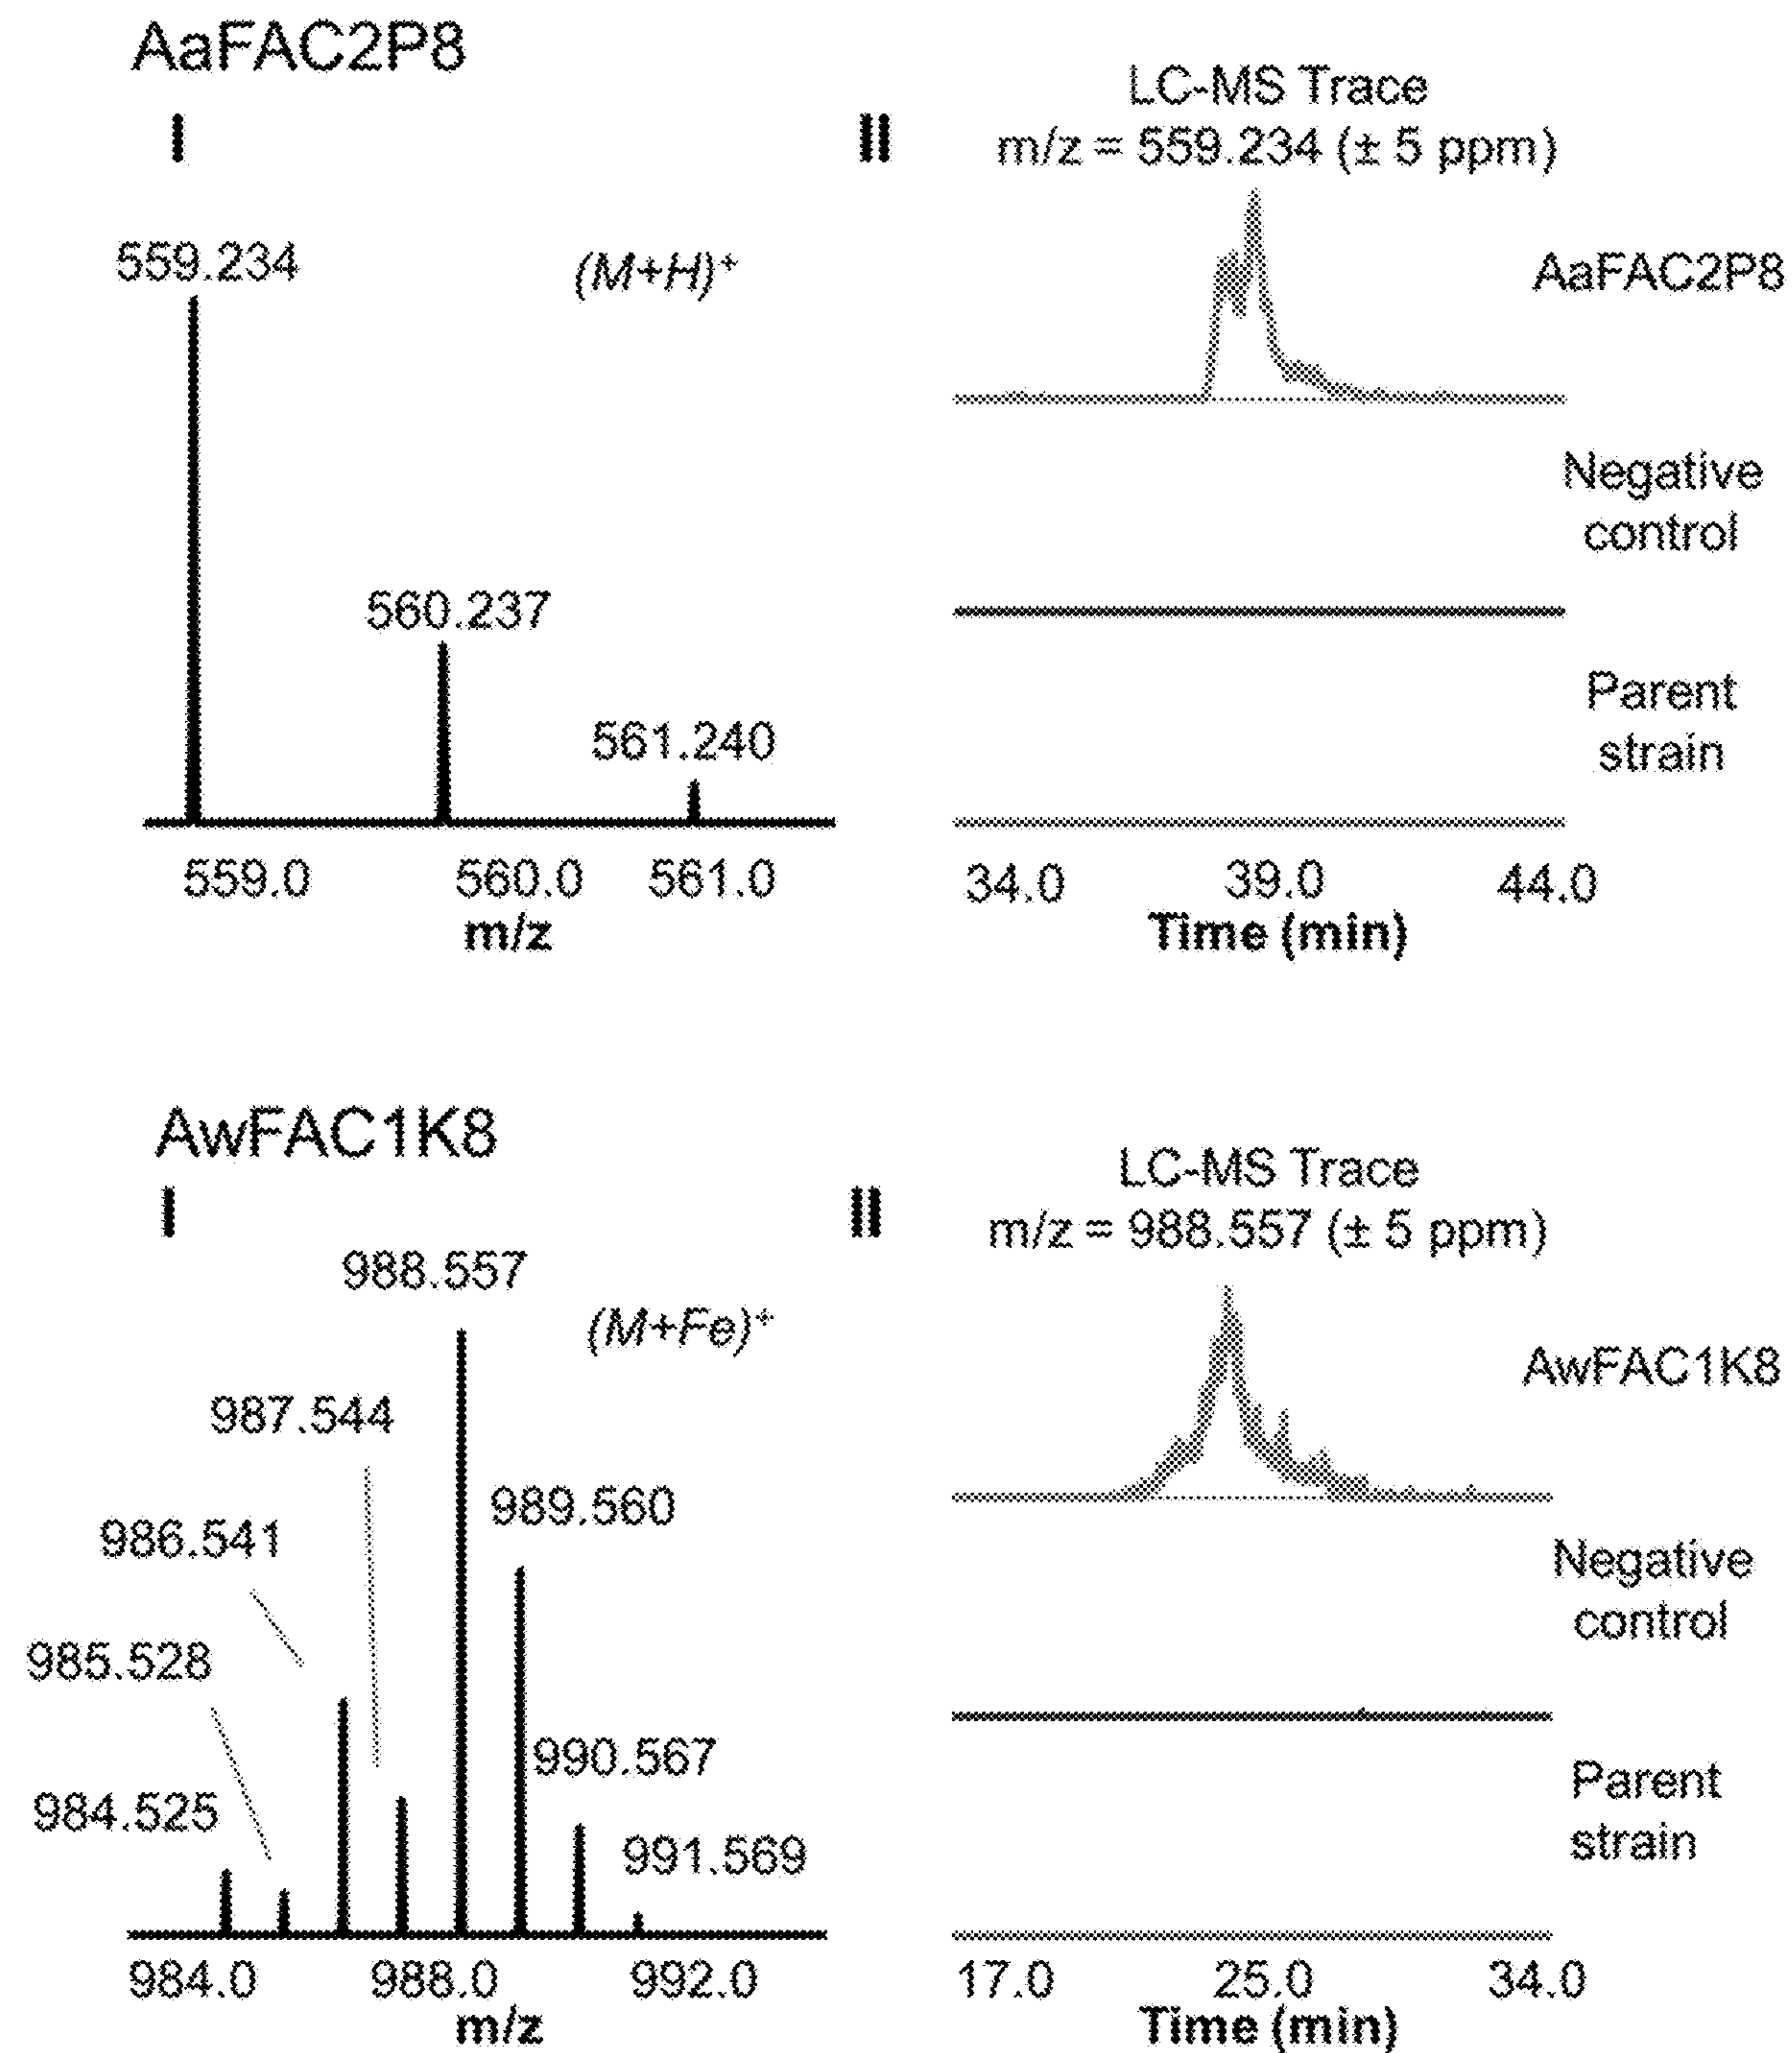 AaFAC2P8
I
559.234
(M+H)+
560.237
561.240
559.0 560.0 561.0
m/z
II
LC-MS Trace
m/z = 559.234 (± 5 ppm)
AaFAC2P8
Negative
control
Parent
strain
34.0 39.0 44.0
Time (min)
AwFAC1K8
I
988.557
(M+Fe)+
987.544
989.560
986.541
985.528
990.567
984.525
991.569
984.0 988.0 992.0
m/z
II
LC-MS Trace
m/z = 988.557 (± 5 ppm)
AwFAC1K8
Negative
control
Parent
strain
17.0 25.0 34.0
Time (min)